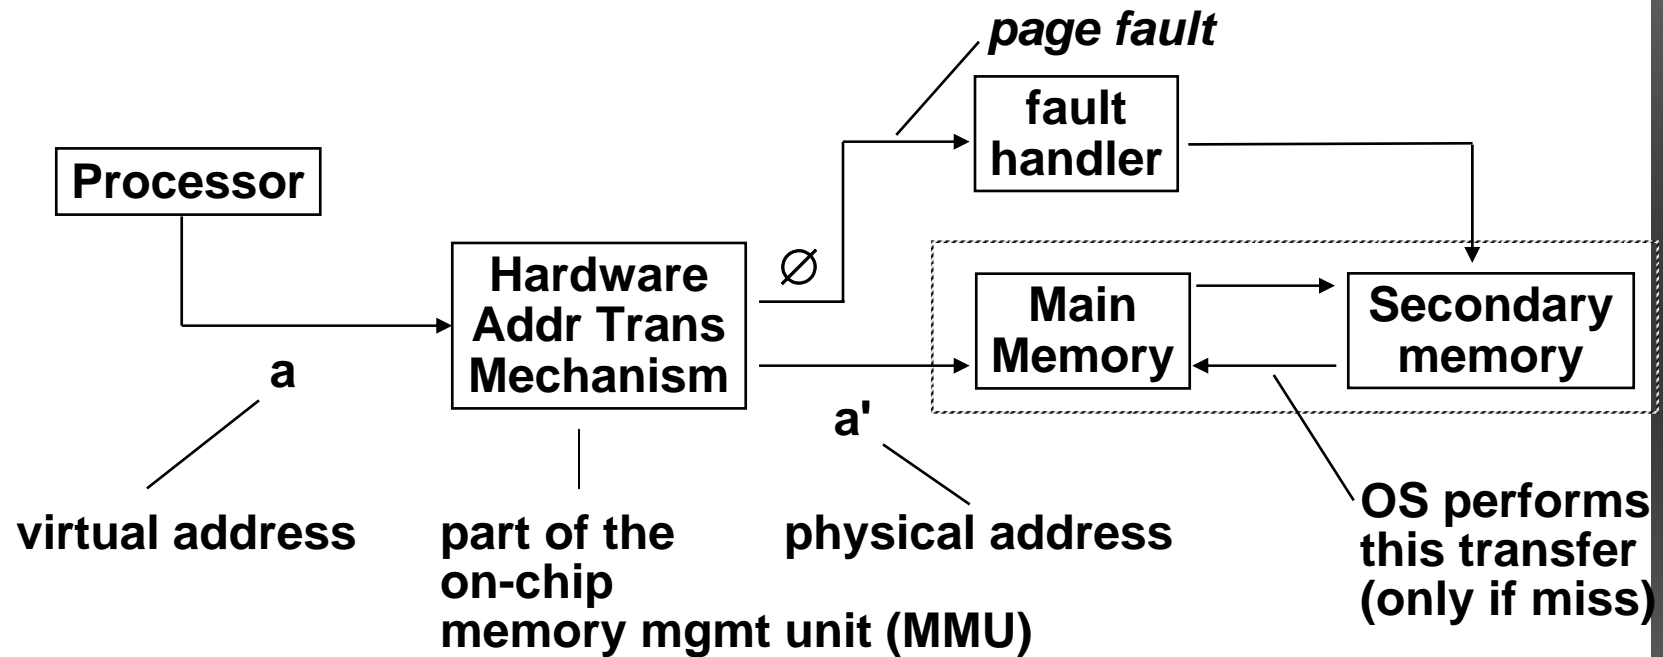 page fault
fault
handler
Processor
∅
Hardware
Addr Trans
Mechanism
Main
Memory
Secondary
memory
a
a'
virtual address
part of the
on-chip
memory mgmt unit (MMU)
physical address
OS performs
this transfer
(only if miss)